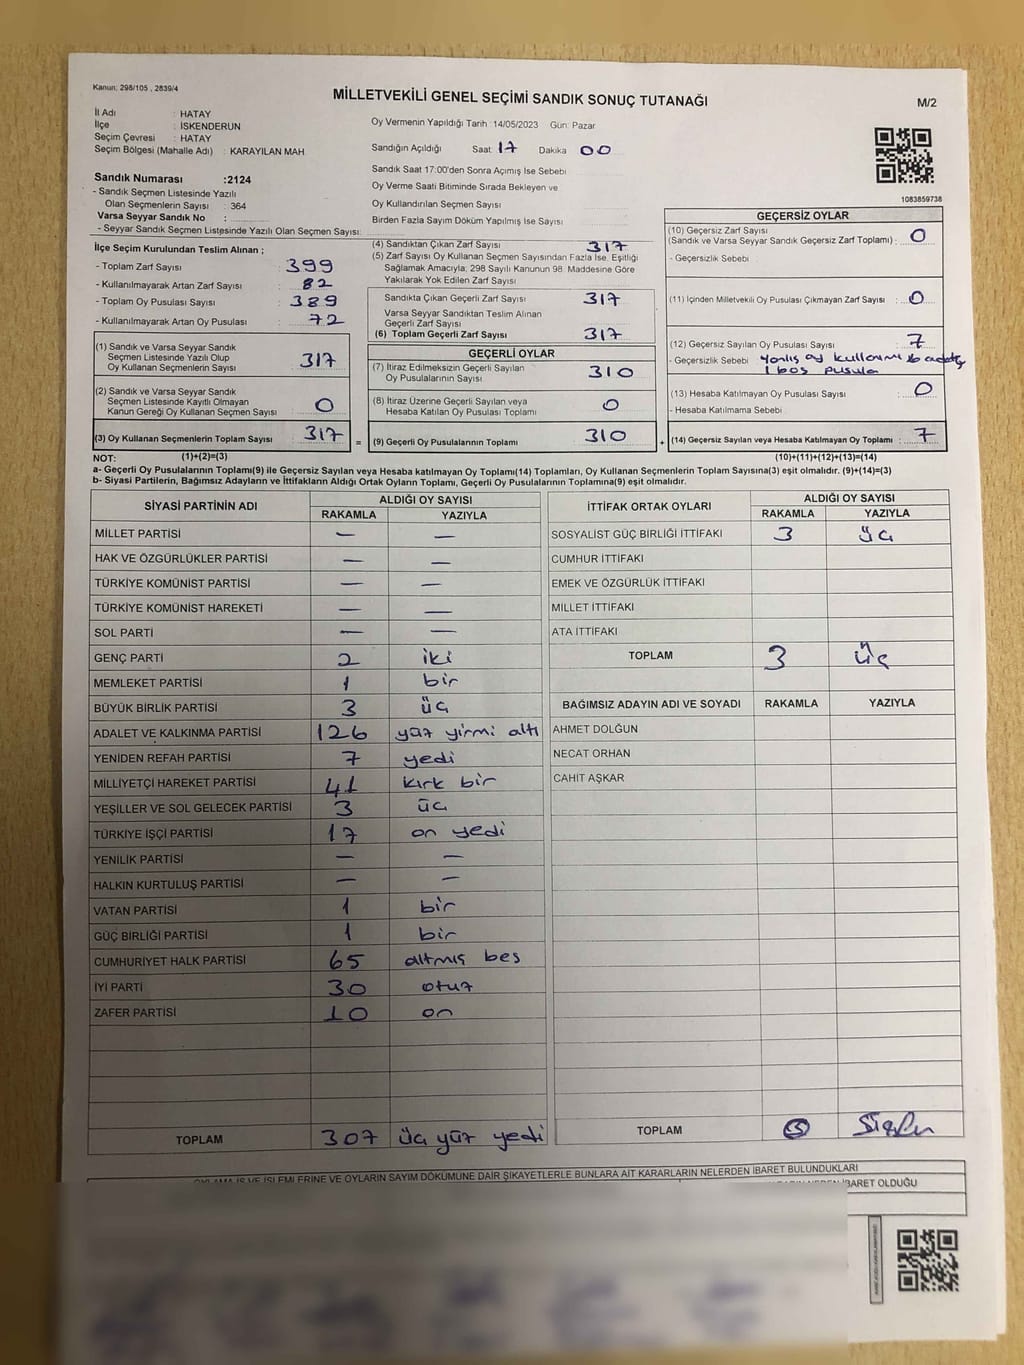 Kanun: 298/105 , 2839/4
MİLLETVEKİLİ GENEL SEÇİMİ SANDIK SONUÇ TUTANAĞI
M/2
İl Adı : HATAY
İlçe : İSKENDERUN
Seçim Çevresi : HATAY
Seçim Bölgesi (Mahalle Adı) : KARAYILAN MAH
Oy Vermenin Yapıldığı Tarih :14/05/2023 Gün: Pazar
Sandığın Açıldığı Saat 17 Dakika 00
Sandık Saat 17:00'den Sonra Açımış İse Sebebi
Oy Verme Saati Bitiminde Sırada Bekleyen ve
Oy Kullandırılan Seçmen Sayısı
Birden Fazla Sayım Döküm Yapılmış İse Sayısı
1083859738
Sandık Numarası :2124
- Sandık Seçmen Listesinde Yazılı
Olan Seçmenlerin Sayısı : 364
Varsa Seyyar Sandık No :
- Seyyar Sandık Seçmen Listesinde Yazılı Olan Seçmen Sayısı:
İlçe Seçim Kurulundan Teslim Alınan ;
- Toplam Zarf Sayısı 399
- Kullanılmayarak Artan Zarf Sayısı : 82
- Toplam Oy Pusulası Sayısı : 389
- Kullanılmayarak Artan Oy Pusulası : 72
(1) Sandık ve Varsa Seyyar Sandık
Seçmen Listesinde Yazılı Olup
Oy Kullanan Seçmenlerin Sayısı : 317
(2) Sandık ve Varsa Seyyar Sandık
Seçmen Listesinde Kayıtlı Olmayan
Kanun Gereği Oy Kullanan Seçmen Sayısı : 0
(3) Oy Kullanan Seçmenlerin Toplam Sayısı : 317
(1)+(2)=(3)
(4) Sandıktan Çıkan Zarf Sayısı 317
(5) Zarf Sayısı Oy Kullanan Seçmen Sayısından Fazla İse, Eşitliği
Sağlamak Amacıyla, 298 Sayılı Kanunun 98. Maddesine Göre
Yakılarak Yok Edilen Zarf Sayısı :
Sandıkta Çıkan Geçerli Zarf Sayısı : 317
Varsa Seyyar Sandıktan Teslim Alınan
Geçerli Zarf Sayısı
(6) Toplam Geçerli Zarf Sayısı : 317
GEÇERLİ OYLAR
(7) İtiraz Edilmeksizin Geçerli Sayılan
Oy Pusulalarının Sayısı : 310
(8) İtiraz Üzerine Geçerli Sayılan veya
Hesaba Katılan Oy Pusulası Toplamı : 0
= (9) Geçerli Oy Pusulalarının Toplamı : 310
GEÇERSİZ OYLAR
(10) Geçersiz Zarf Sayısı
(Sandık ve Varsa Seyyar Sandık Geçersiz Zarf Toplamı) : 0
- Geçersizlik Sebebi :
(11) İçinden Milletvekili Oy Pusulası Çıkmayan Zarf Sayısı : 0
(12) Geçersiz Sayılan Oy Pusulası Sayısı : 7
- Geçersizlik Sebebi : Yanlış oy kullanımı 6 adet
1 boş pusula
(13) Hesaba Katılmayan Oy Pusulası Sayısı : 0
- Hesaba Katılmama Sebebi :
+ (14) Geçersiz Sayılan veya Hesaba Katılmayan Oy Toplamı : 7
(10)+(11)+(12)+(13)=(14)
NOT:
a- Geçerli Oy Pusulalarının Toplamı(9) ile Geçersiz Sayılan veya Hesaba katılmayan Oy Toplamı(14) Toplamları, Oy Kullanan Seçmenlerin Toplam Sayısına(3) eşit olmalıdır. (9)+(14)=(3)
b- Siyasi Partilerin, Bağımsız Adayların ve İttifakların Aldığı Ortak Oyların Toplamı, Geçerli Oy Pusulalarının Toplamına(9) eşit olmalıdır.
SİYASİ PARTİNİN ADI ALDIĞI OY SAYISI
RAKAMLA YAZIYLA
MİLLET PARTİSİ — —
HAK VE ÖZGÜRLÜKLER PARTİSİ — —
TÜRKİYE KOMÜNİST PARTİSİ — —
TÜRKİYE KOMÜNİST HAREKETİ — —
SOL PARTİ — —
GENÇ PARTİ 2 iki
MEMLEKET PARTİSİ 1 bir
BÜYÜK BİRLİK PARTİSİ 3 üç
ADALET VE KALKINMA PARTİSİ 126 yüz yirmi altı
YENİDEN REFAH PARTİSİ 7 yedi
MİLLİYETÇİ HAREKET PARTİSİ 41 kırk bir
YEŞİLLER VE SOL GELECEK PARTİSİ 3 üç
TÜRKİYE İŞÇİ PARTİSİ 17 on yedi
YENİLİK PARTİSİ — —
HALKIN KURTULUŞ PARTİSİ — —
VATAN PARTİSİ 1 bir
GÜÇ BİRLİĞİ PARTİSİ 1 bir
CUMHURİYET HALK PARTİSİ 65 altmış beş
İYİ PARTİ 30 otuz
ZAFER PARTİSİ 10 on
TOPLAM 307 üç yüz yedi
İTTİFAK ORTAK OYLARI ALDIĞI OY SAYISI
RAKAMLA YAZIYLA
SOSYALİST GÜÇ BİRLİĞİ İTTİFAKI 3 üç
CUMHUR İTTİFAKI
EMEK VE ÖZGÜRLÜK İTTİFAKI
MİLLET İTTİFAKI
ATA İTTİFAKI
TOPLAM 3 üç
BAĞIMSIZ ADAYIN ADI VE SOYADI RAKAMLA YAZIYLA
AHMET DOLĞUN
NECAT ORHAN
CAHİT AŞKAR
TOPLAM
OYLAMA İŞ VE İŞLEMLERİNE VE OYLARIN SAYIM DÖKÜMÜNE DAİR ŞİKAYETLERLE BUNLARA AİT KARARLARIN NELERDEN İBARET BULUNDUKLARI
İBARET OLDUĞU